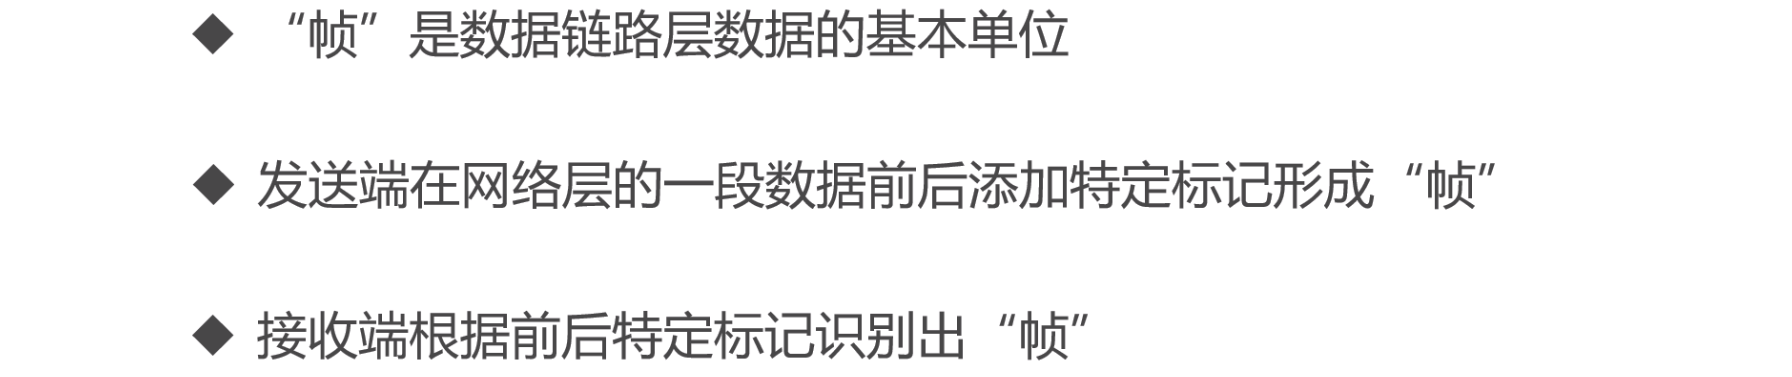 ◆ “帧”是数据链路层数据的基本单位
◆ 发送端在网络层的一段数据前后添加特定标记形成“帧”
◆ 接收端根据前后特定标记识别出“帧”